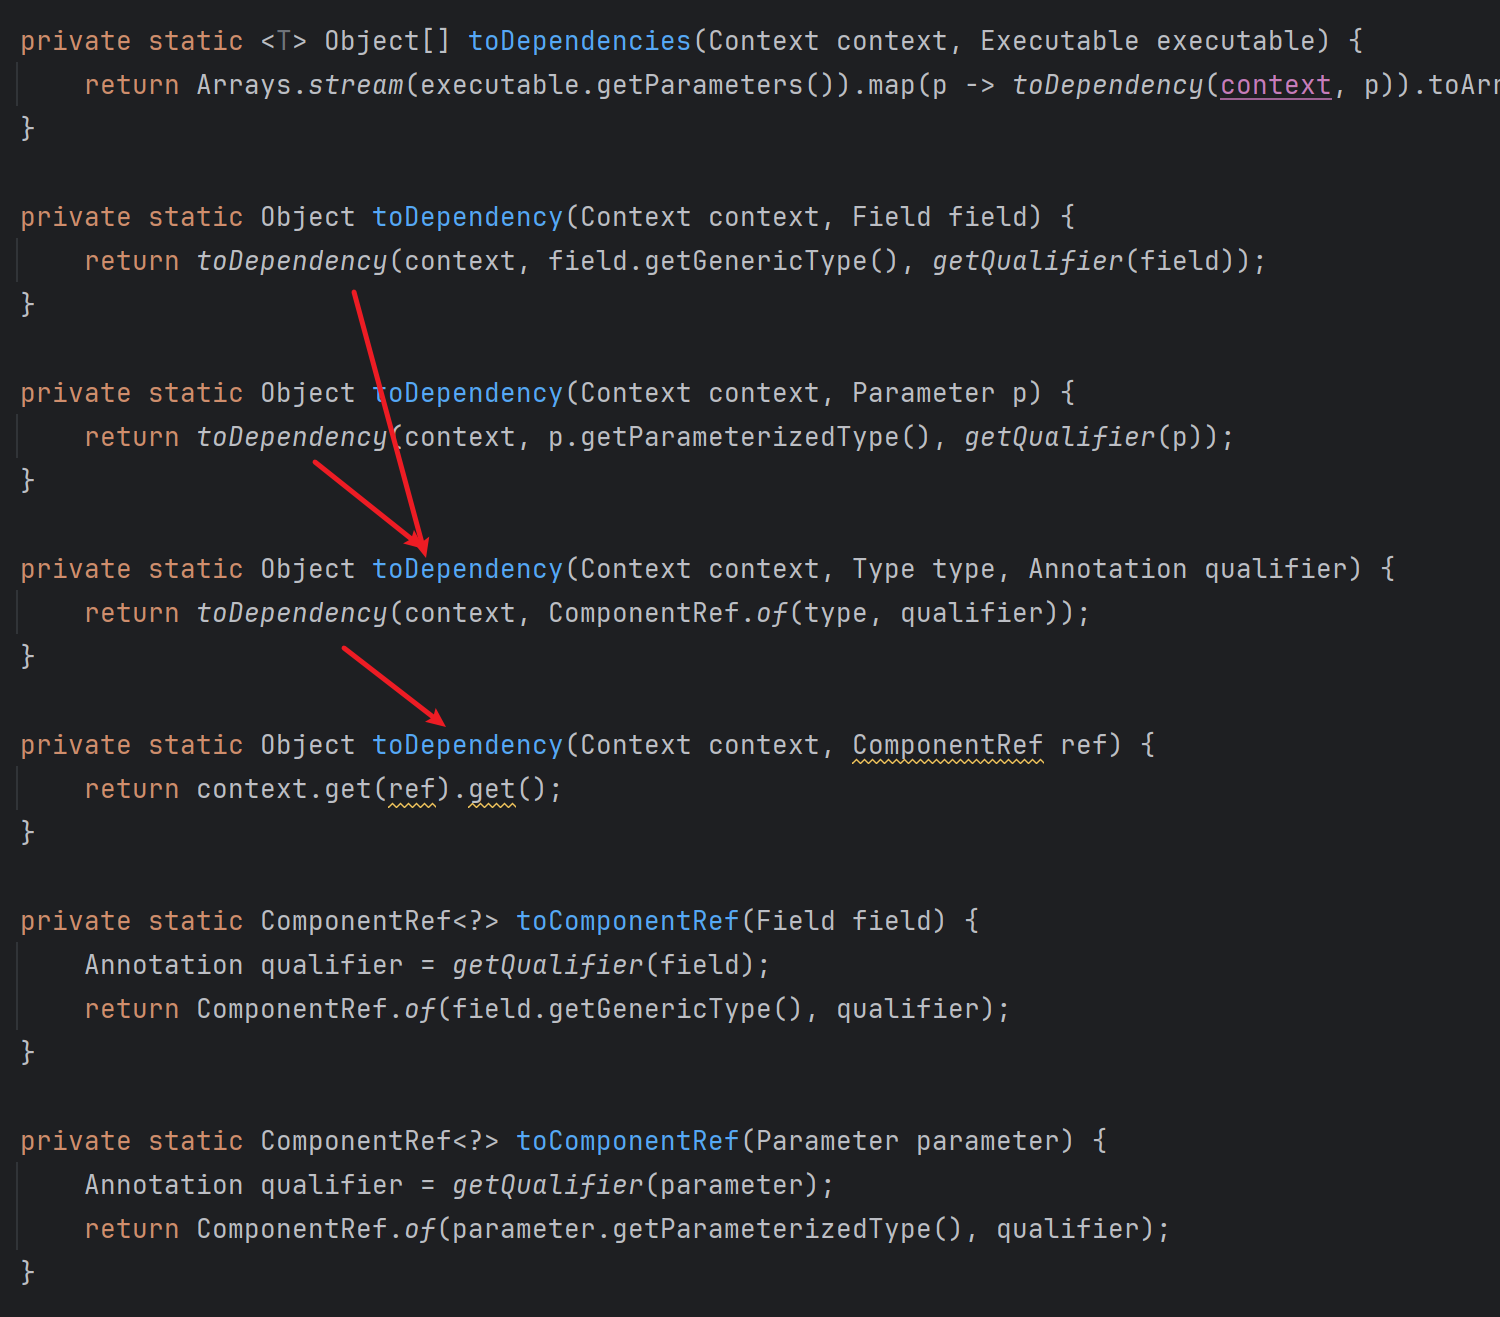 private static <T> Object[] toDependencies(Context context, Executable executable) {
    return Arrays.stream(executable.getParameters()).map(p -> toDependency(context, p)).toArr
}

private static Object toDependency(Context context, Field field) {
    return toDependency(context, field.getGenericType(), getQualifier(field));
}

private static Object toDependency(Context context, Parameter p) {
    return toDependency(context, p.getParameterizedType(), getQualifier(p));
}

private static Object toDependency(Context context, Type type, Annotation qualifier) {
    return toDependency(context, ComponentRef.of(type, qualifier));
}

private static Object toDependency(Context context, ComponentRef ref) {
    return context.get(ref).get();
}

private static ComponentRef<?> toComponentRef(Field field) {
    Annotation qualifier = getQualifier(field);
    return ComponentRef.of(field.getGenericType(), qualifier);
}

private static ComponentRef<?> toComponentRef(Parameter parameter) {
    Annotation qualifier = getQualifier(parameter);
    return ComponentRef.of(parameter.getParameterizedType(), qualifier);
}